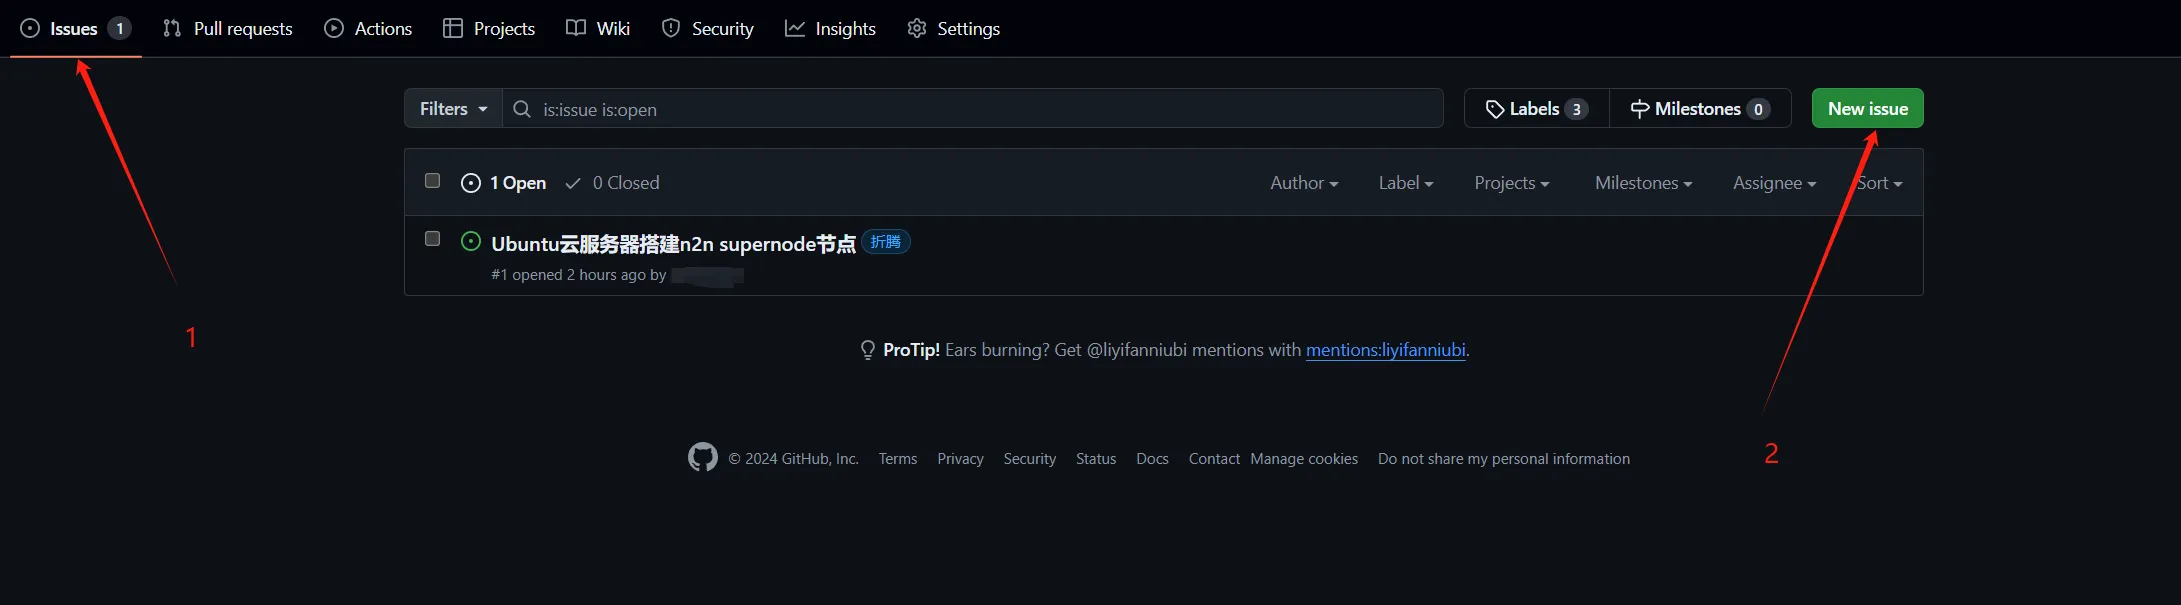 Issues 1 Pull requests Actions Projects Wiki Security Insights Settings
Filters is:issue is:open Labels 3 Milestones 0 New issue
1 Open 0 Closed Author Label Projects Milestones Assignee Sort
Ubuntu云服务器搭建n2n supernode节点 折腾
#1 opened 2 hours ago by
1
ProTip! Ears burning? Get @liyifanniubi mentions with mentions:liyifanniubi.
2
© 2024 GitHub, Inc. Terms Privacy Security Status Docs Contact Manage cookies Do not share my personal information